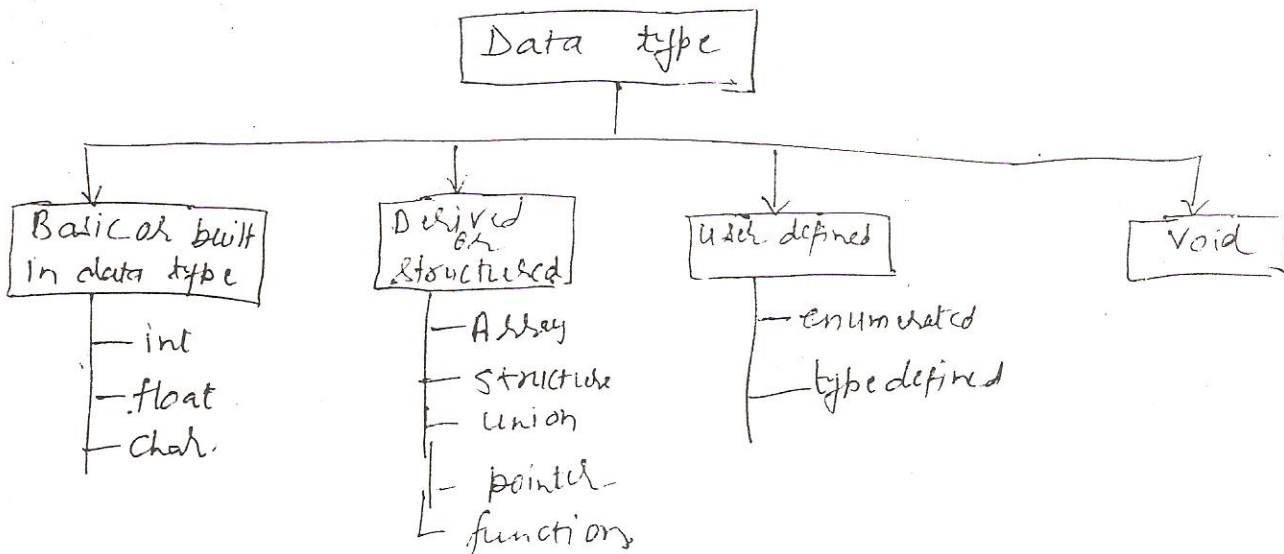 Data type
Basic or built
in data type
int
float
char.
Derived
or
structured
Array
structure
union
pointer
function
User defined
enumerated
typedefined
Void